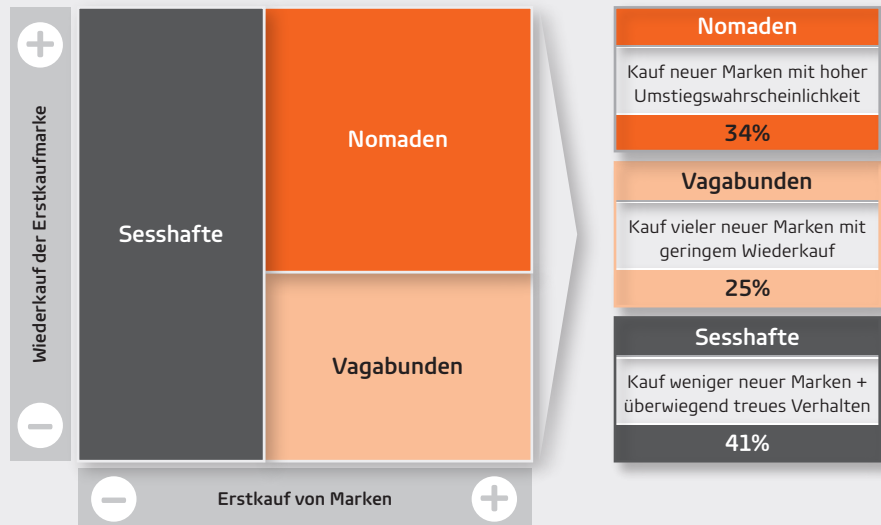 Wiederkauf der Erstkaufmarke
Sesshafte
Nomaden
Vagabunden
Erstkauf von Marken
Nomaden
Kauf neuer Marken mit hoher
Umstiegswahrscheinlichkeit
34%
Vagabunden
Kauf vieler neuer Marken mit
geringem Wiederkauf
25%
Sesshafte
Kauf weniger neuer Marken +
überwiegend treues Verhalten
41%